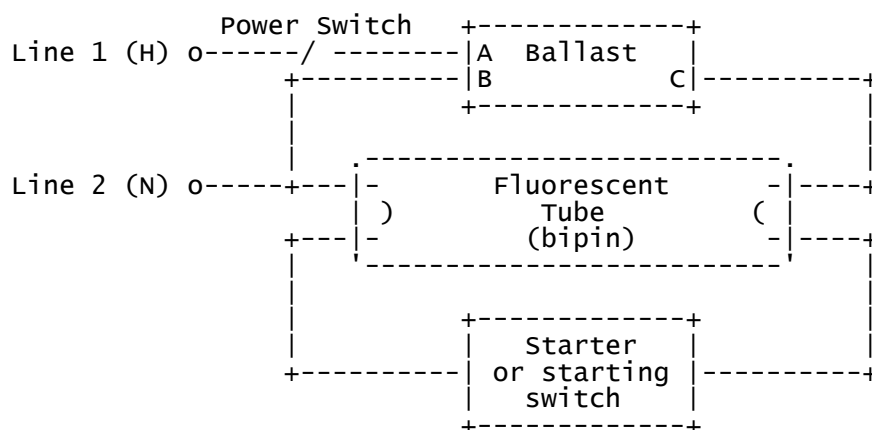 Power Switch
Line 1 (H) o------/ --------|A Ballast |
+----------|B C|----------+
Line 2 (N) o-----+---|- Fluorescent -|----+
| ) Tube ( |
+---|- (bipin) -|----+
| Starter |
+----------| or starting |----------+
| switch |